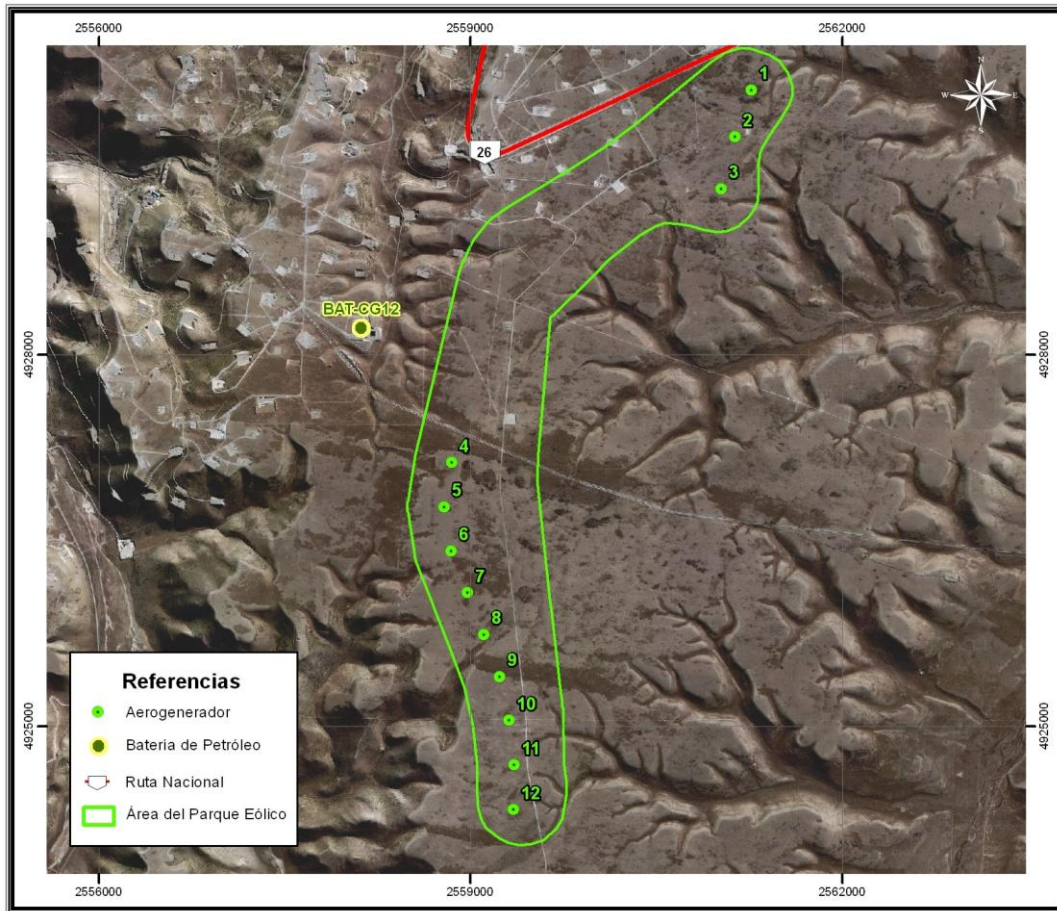 2556000
2559000
2562000
1
N
W
E
S
2
26
3
BAT-CG12
4928000
4928000
4
5
6
7
8
Referencias
9
Aerogenerador
10
4925000
4925000
Bateria de Petróleo
11
Ruta Nacional
12
Área del Parque Eólico
2556000
2559000
2562000